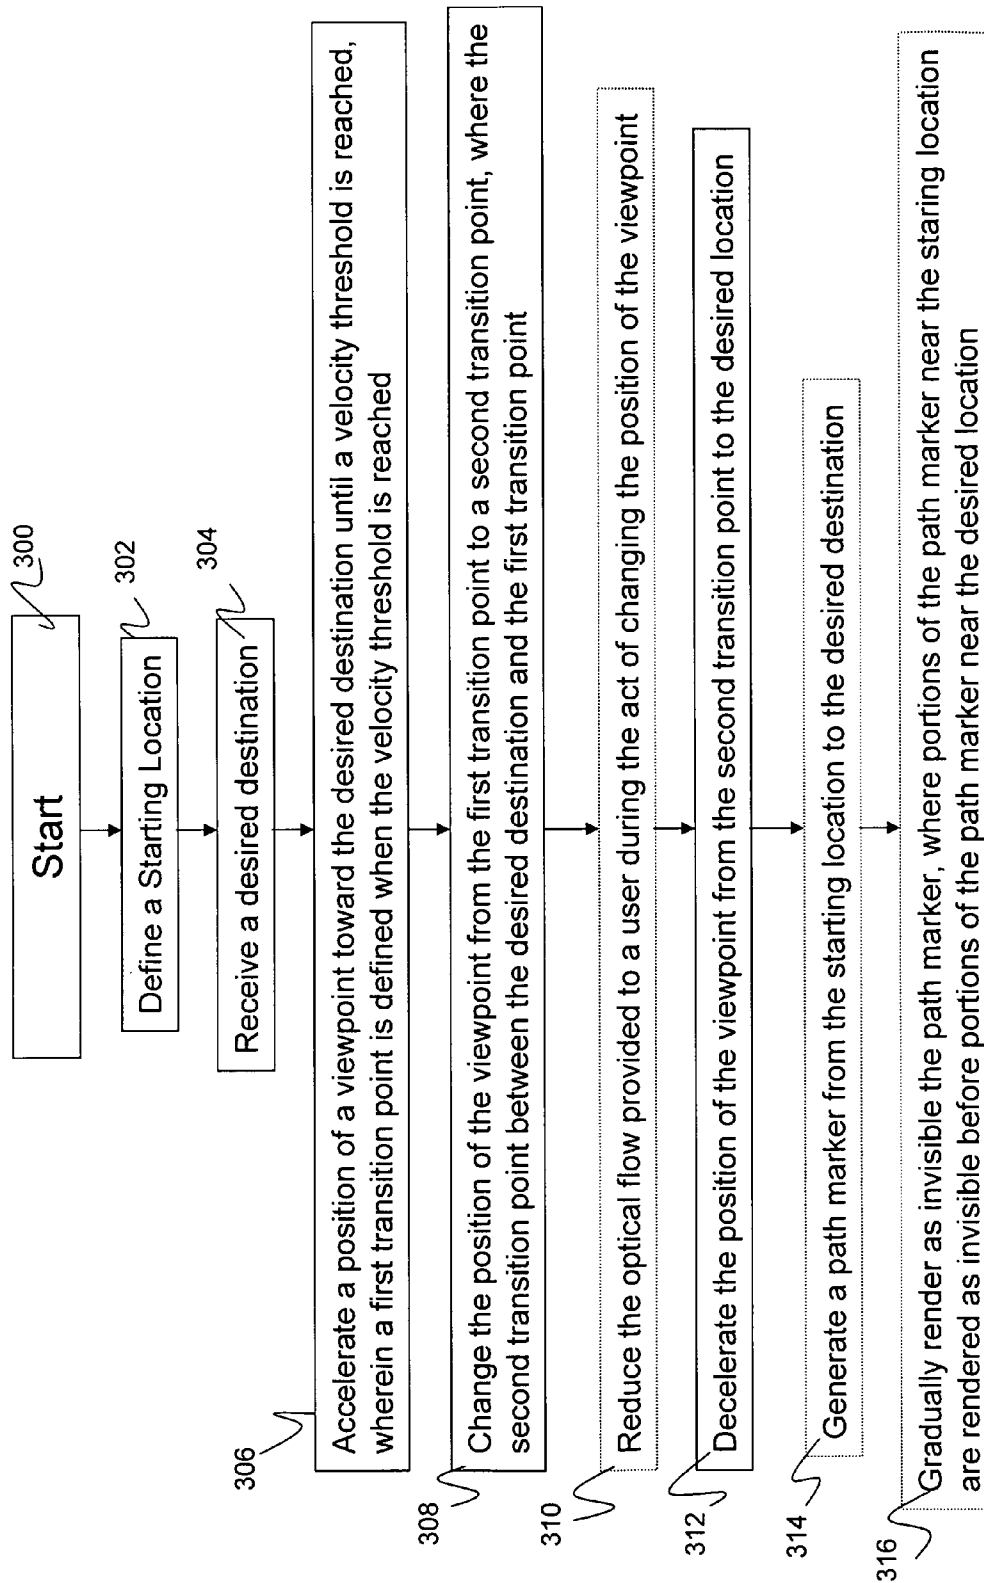 Start
300
Define a Starting Location
302
Receive a desired destination
304
Accelerate a position of a viewpoint toward the desired destination until a velocity threshold is reached,
wherein a first transition point is defined when the velocity threshold is reached
306
Change the position of the viewpoint from the first transition point to a second transition point, where the
second transition point between the desired destination and the first transition point
308
Reduce the optical flow provided to a user during the act of changing the position of the viewpoint
310
Decelerate the position of the viewpoint from the second transition point to the desired location
312
Generate a path marker from the starting location to the desired destination
314
Gradually render as invisible the path marker, where portions of the path marker near the staring location
are rendered as invisible before portions of the path marker near the desired location
316